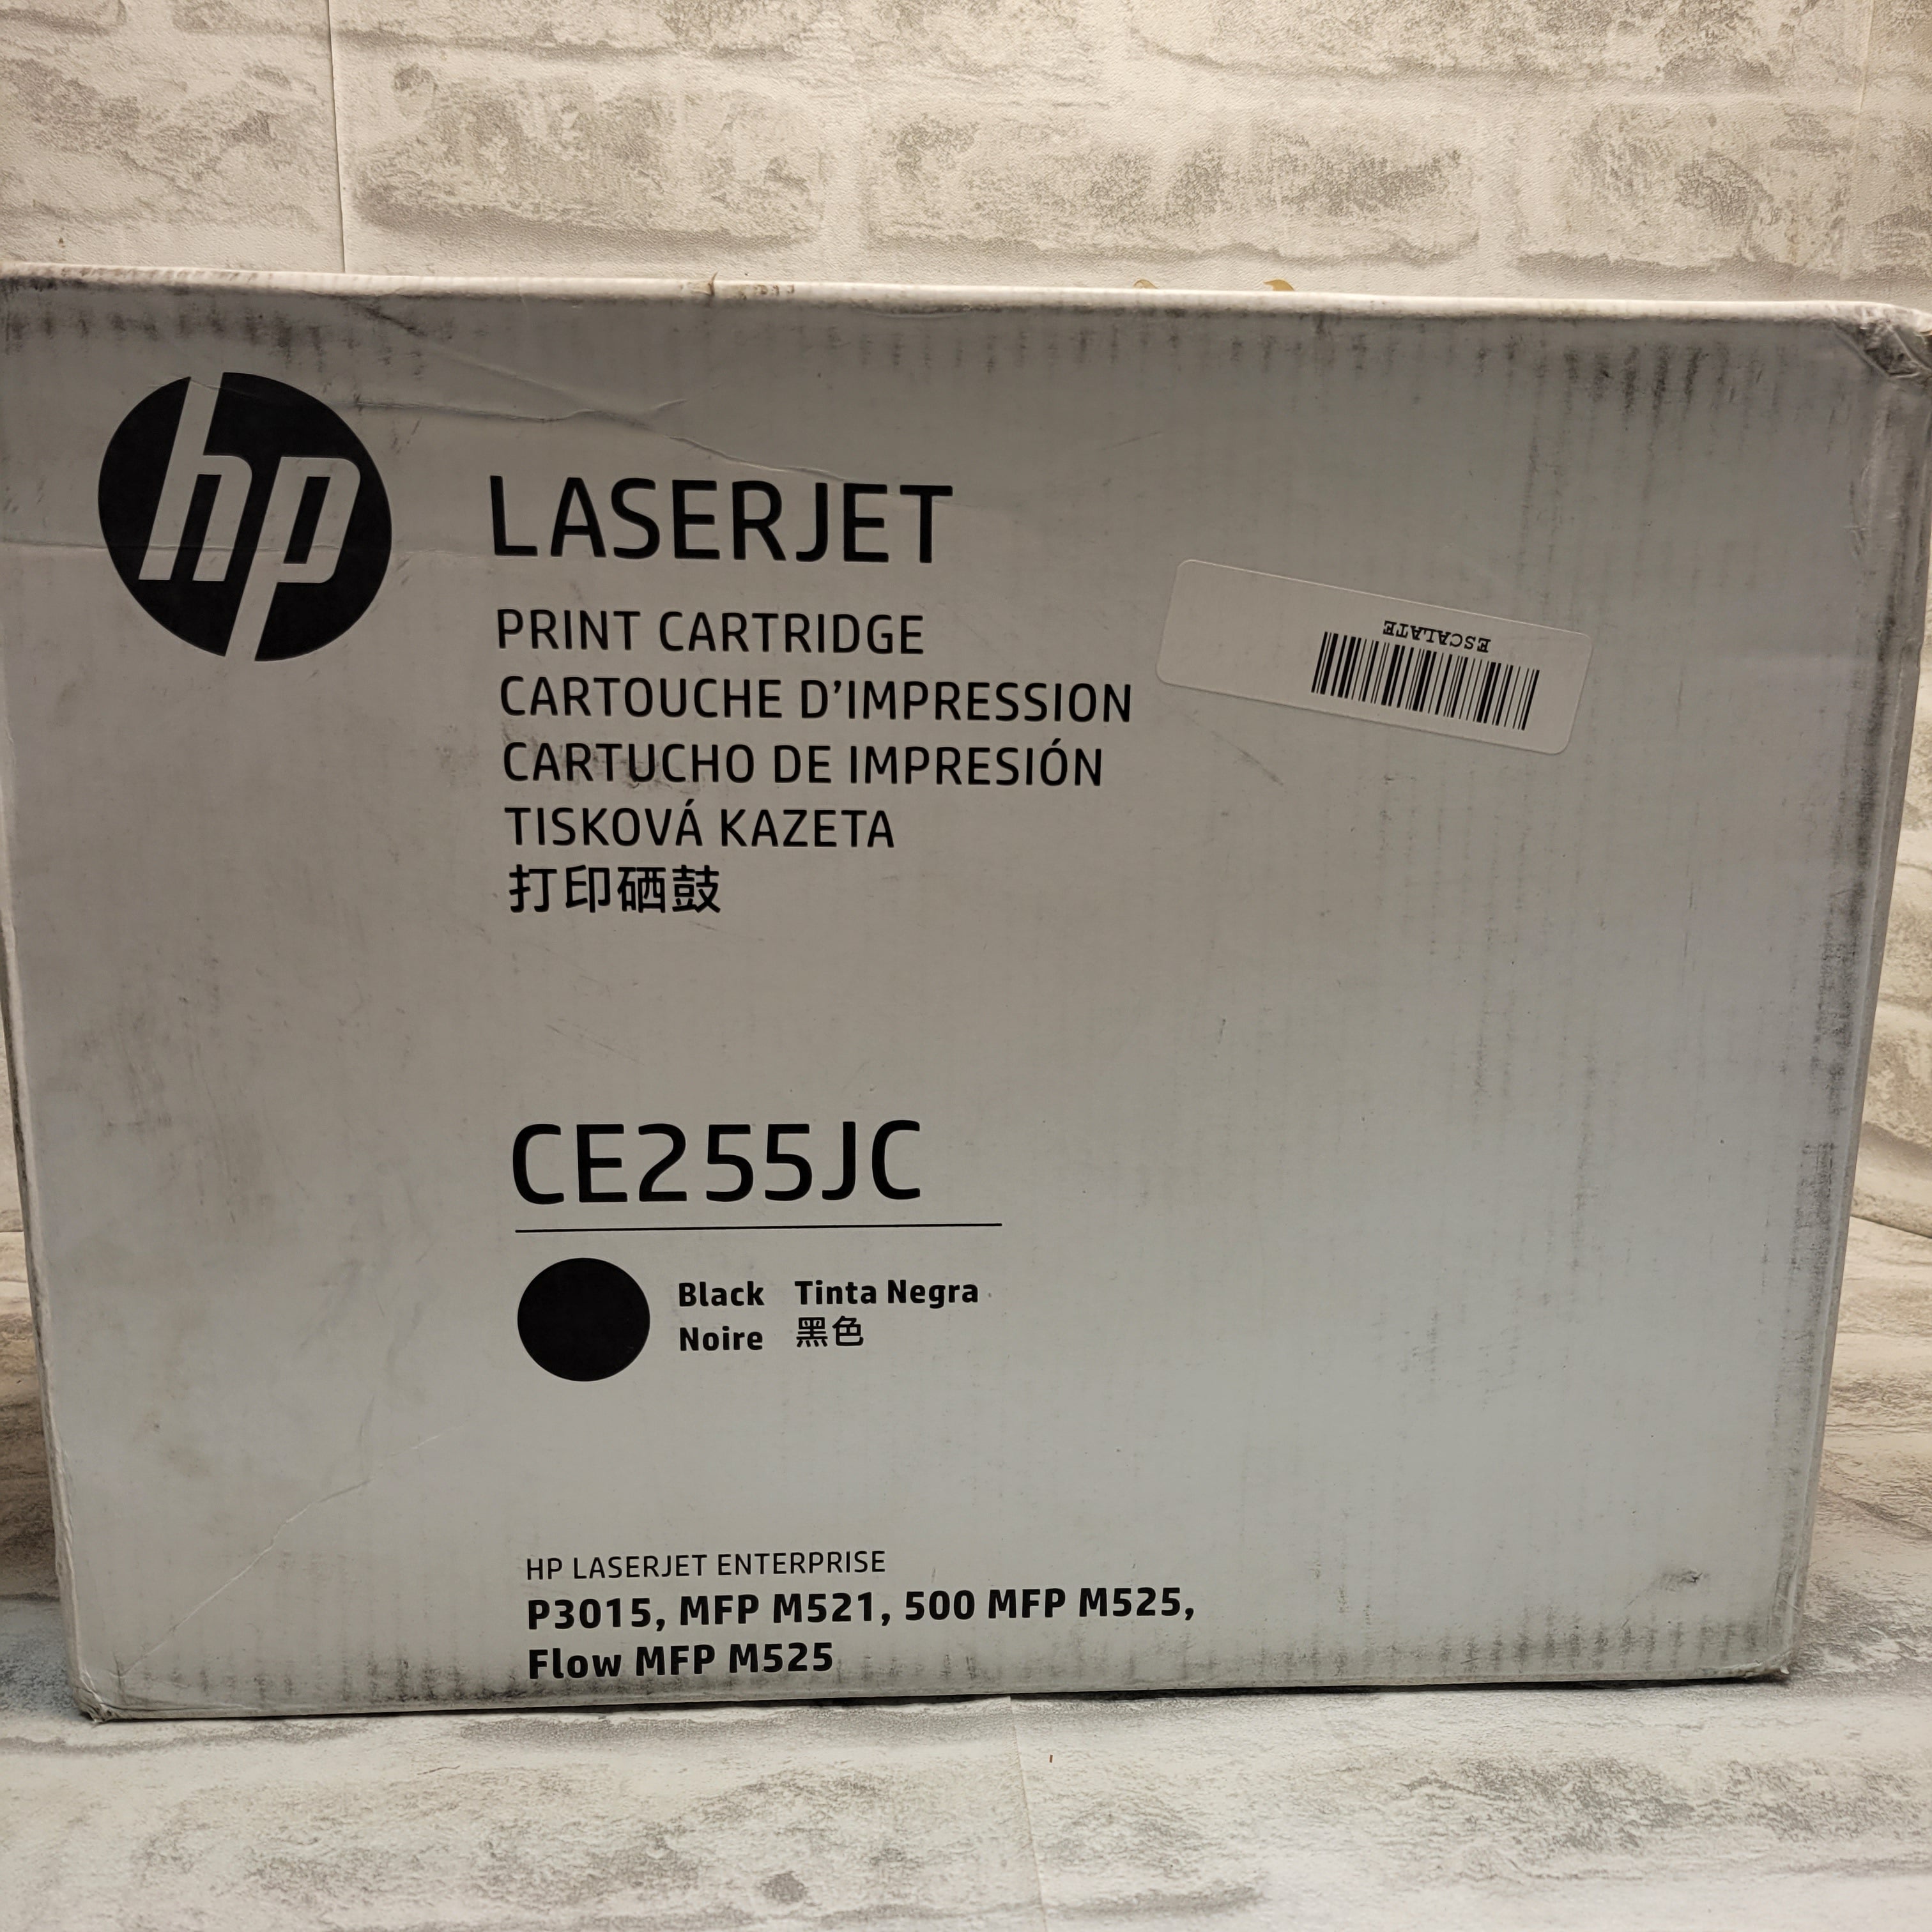 hp
LASERJET
PRINT CARTRIDGE
CARTOUCHE D'IMPRESSION
CARTUCHO DE IMPRESIÓN
TISKOVÁ KAZETA
打印硒鼓
ESCALATE
CE255JC
Black Tinta Negra
Noire 黑色
HP LASERJET ENTERPRISE
P3015, MFP M521, 500 MFP M525,
Flow MFP M525